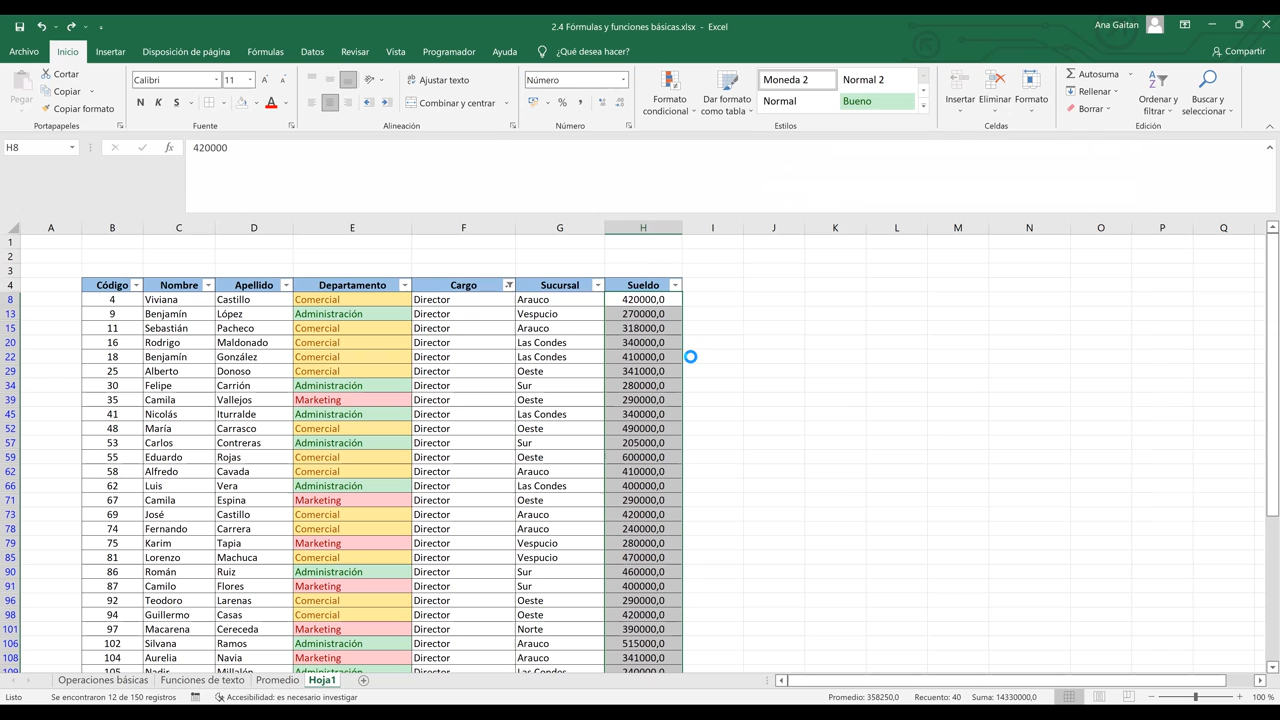 2.4 Fórmulas y funciones básicas.xlsx - Excel
Ana Gaitan
Archivo Inicio Insertar Disposición de página Fórmulas Datos Revisar Vista Programador Ayuda ¿Qué desea hacer? Compartir
Pegar
Cortar
Copiar
Copiar formato
Portapapeles
Calibri 11
N K S
Fuente
Ajustar texto
Combinar y centrar
Alineación
Número
Número
Formato condicional
Dar formato como tabla
Moneda 2 Normal 2
Normal Bueno
Estilos
Insertar Eliminar Formato
Celdas
Autosuma
Rellenar
Borrar
Ordenar y filtrar
Buscar y seleccionar
Edición
H8 fx 420000
A B C D E F G H I J K L M N O P Q
1
2
3
4 Código Nombre Apellido Departamento Cargo Sucursal Sueldo
8 4 Viviana Castillo Comercial Director Arauco 420000,0
13 9 Benjamín López Administración Director Vespucio 270000,0
15 11 Sebastián Pacheco Comercial Director Arauco 318000,0
20 16 Rodrigo Maldonado Comercial Director Las Condes 340000,0
22 18 Benjamín González Comercial Director Las Condes 410000,0
29 25 Alberto Donoso Comercial Director Oeste 341000,0
34 30 Felipe Carrión Administración Director Sur 280000,0
39 35 Camila Vallejos Marketing Director Oeste 290000,0
45 41 Nicolás Iturralde Administración Director Las Condes 340000,0
52 48 María Carrasco Comercial Director Oeste 490000,0
57 53 Carlos Contreras Administración Director Sur 205000,0
59 55 Eduardo Rojas Comercial Director Oeste 600000,0
62 58 Alfredo Cavada Comercial Director Arauco 410000,0
66 62 Luis Vera Administración Director Las Condes 400000,0
71 67 Camila Espina Marketing Director Oeste 290000,0
73 69 José Castillo Comercial Director Arauco 420000,0
78 74 Fernando Carrera Comercial Director Arauco 240000,0
79 75 Karim Tapia Marketing Director Vespucio 280000,0
85 81 Lorenzo Machuca Comercial Director Vespucio 470000,0
90 86 Román Ruiz Administración Director Sur 460000,0
91 87 Camilo Flores Marketing Director Sur 400000,0
96 92 Teodoro Larenas Comercial Director Oeste 290000,0
98 94 Guillermo Casas Comercial Director Oeste 420000,0
101 97 Macarena Cereceda Marketing Director Norte 390000,0
106 102 Silvana Ramos Administración Director Arauco 515000,0
108 104 Aurelia Navia Marketing Director Arauco 341000,0
109 105 Nadir Millalén Administración Director
Operaciones básicas Funciones de texto Promedio Hoja1
Listo Se encontraron 12 de 150 registros Accesibilidad: es necesario investigar Promedio: 358250,0 Recuento: 40 Suma: 14330000,0 100 %